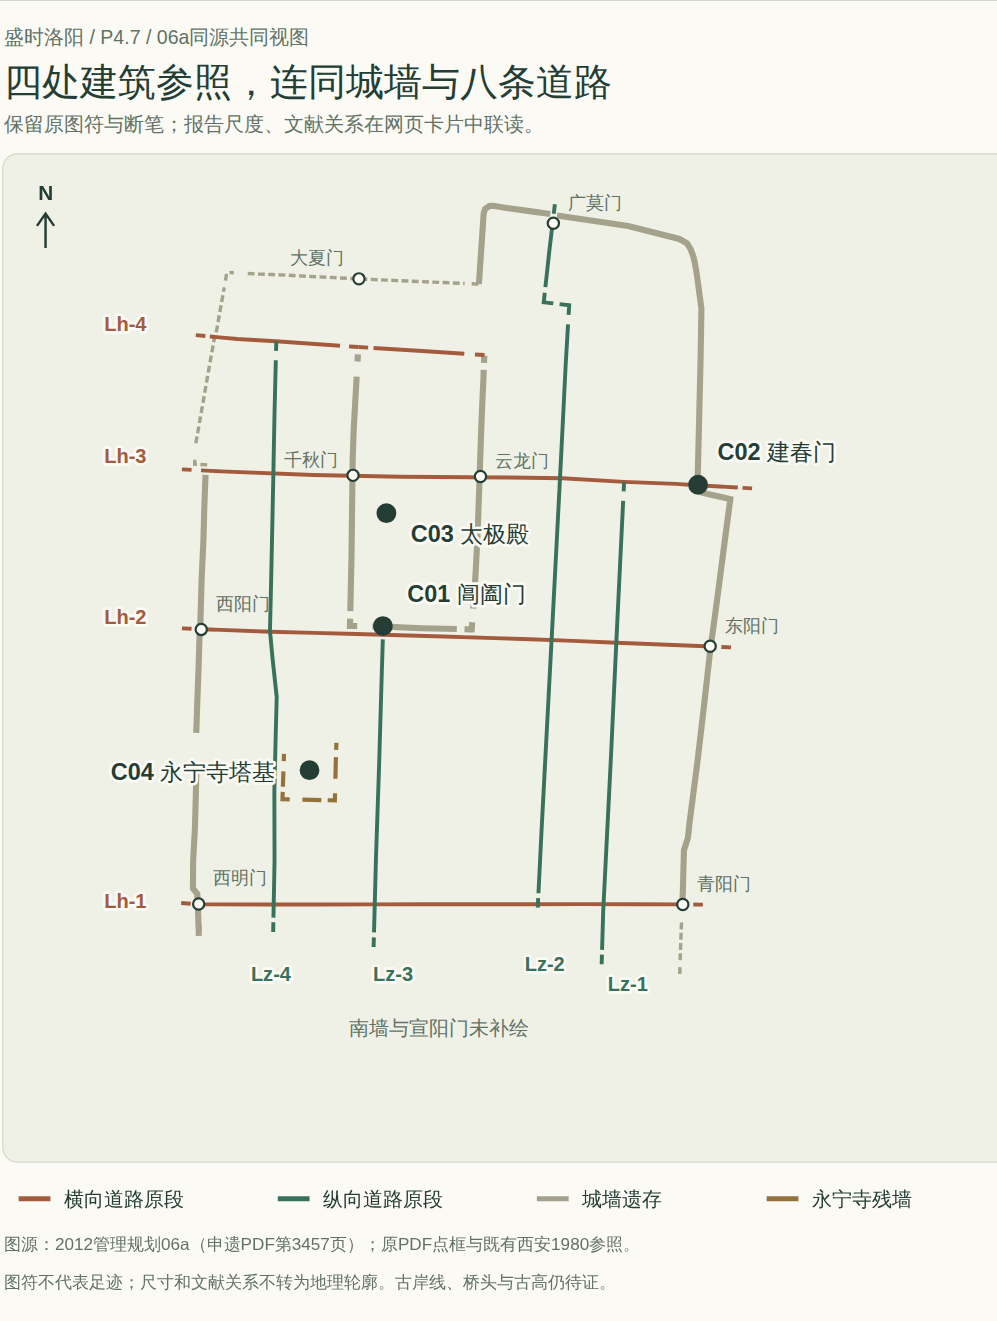 盛时洛阳 / P4.7 / 06a同源共同视图
四处建筑参照，连同城墙与八条道路
保留原图符与断笔；报告尺度、文献关系在网页卡片中联读。
N
广莫门
大夏门
Lh-4
C02 建春门
Lh-3
千秋门
云龙门
C03 太极殿
C01 阊阖门
西阳门
Lh-2
东阳门
C04 永宁寺塔基
西明门
青阳门
Lh-1
Lz-4
Lz-3
Lz-2
Lz-1
南墙与宣阳门未补绘
横向道路原段
纵向道路原段
城墙遗存
永宁寺残墙
图源：2012管理规划06a（申遗PDF第3457页）；原PDF点框与既有西安1980参照。
图符不代表足迹；尺寸和文献关系不转为地理轮廓。古岸线、桥头与古高仍待证。